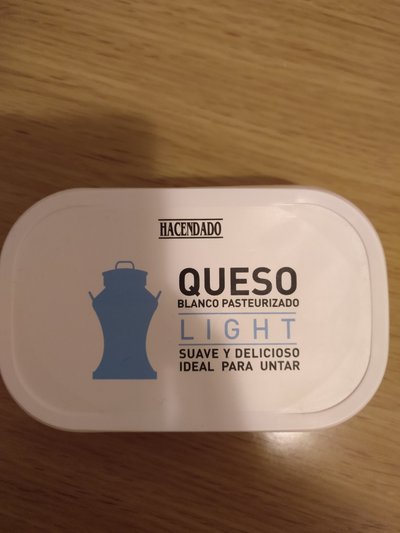 HACENDADO
QUESO
BLANCO PASTEURIZADO
LIGHT
SUAVE Y DELICIOSO
IDEAL PARA UNTAR